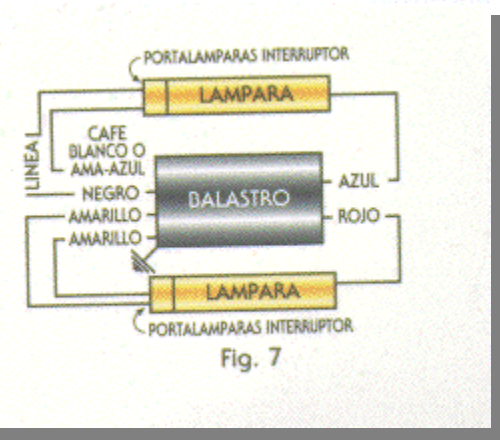 PORTALAMPARAS INTERRUPTOR
LAMPARA
LINEA
CAFE
BLANCO O
AMA-AZUL
NEGRO
AMARILLO
AMARILLO
BALASTRO
AZUL
ROJO
LAMPARA
PORTALAMPARAS INTERRUPTOR
Fig. 7